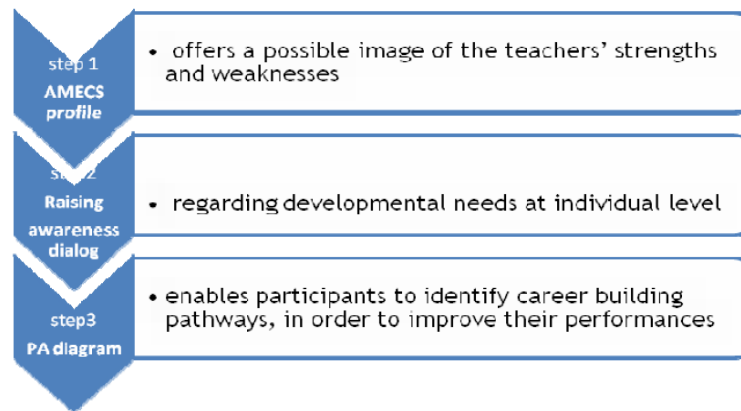 step 1
AMECS
profile
• offers a possible image of the teachers' strengths
and weaknesses
step2
Raising
awareness
dialog
• regarding developmental needs at individual level
step3
PA diagram
• enables participants to identify career building
pathways, in order to improve their performances